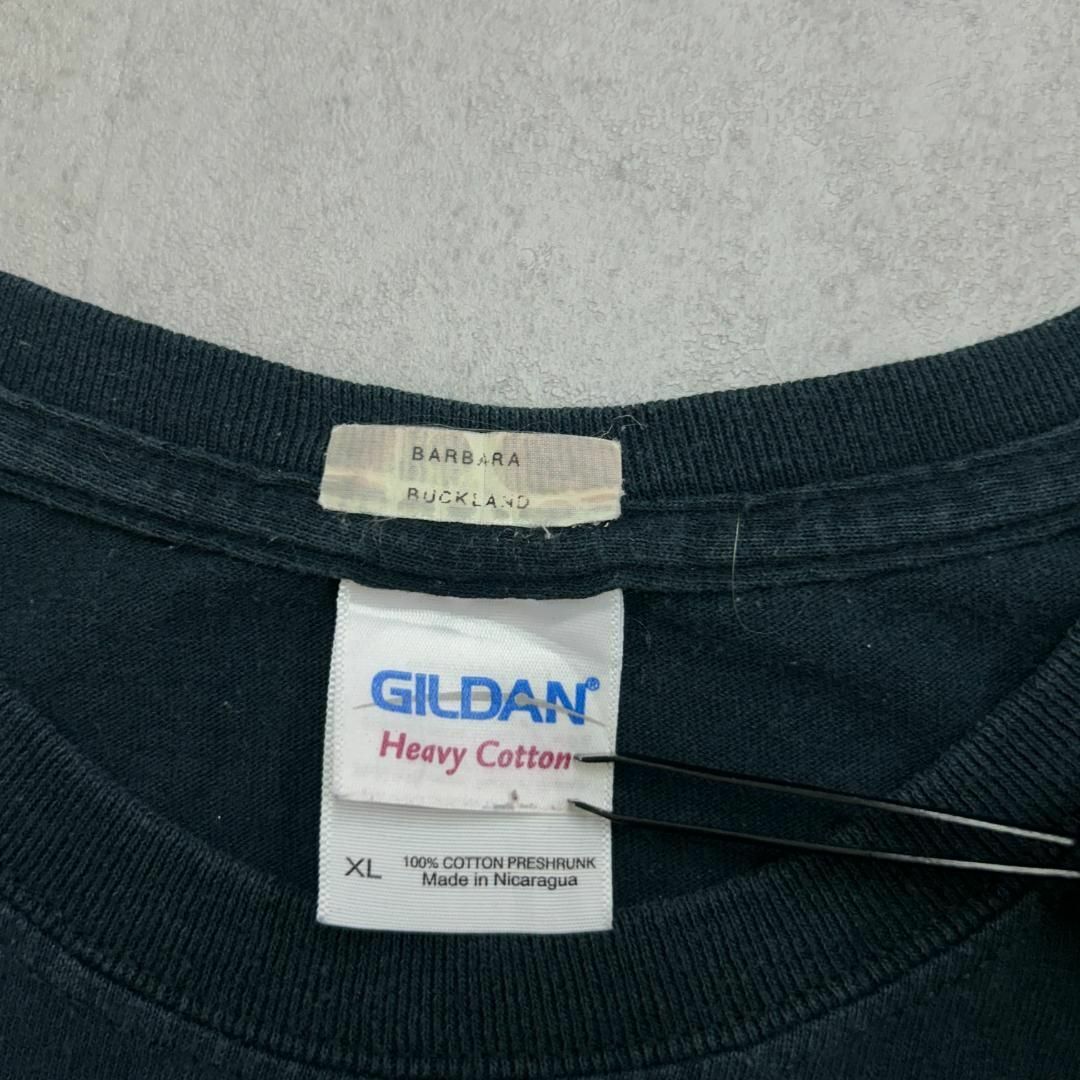 BARBARA
BUCKLAND
GILDAN®
Heavy Cotton
XL 100% COTTON PRESHRUNK
Made in Nicaragua